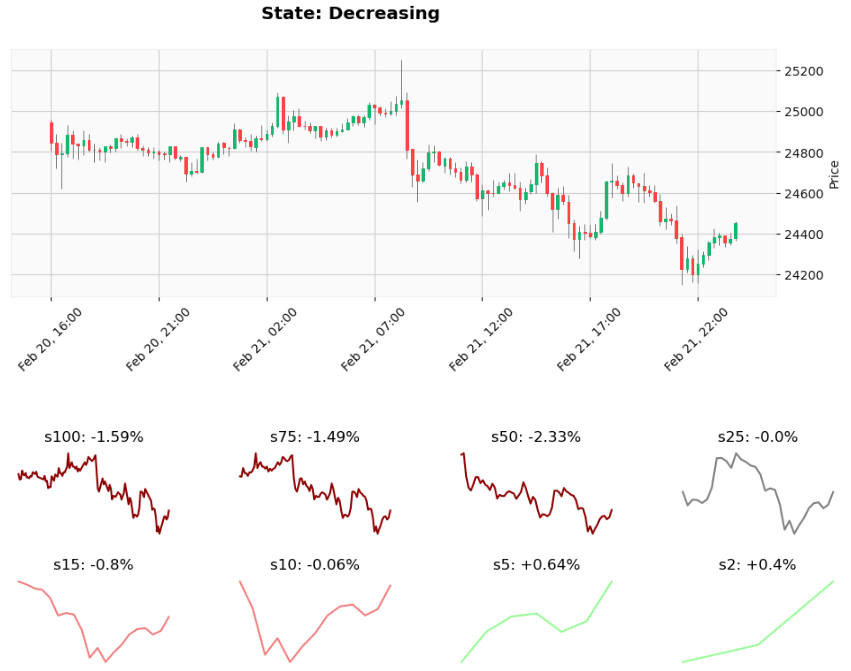 State: Decreasing
25200
25000
24800
24600
24400
24200
Price
Feb 20, 16:00
Feb 20, 21:00
Feb 21, 02:00
Feb 21, 07:00
Feb 21, 12:00
Feb 21, 17:00
Feb 21, 22:00
s100: -1.59%
s75: -1.49%
s50: -2.33%
s25: -0.0%
s15: -0.8%
s10: -0.06%
s5: +0.64%
s2: +0.4%